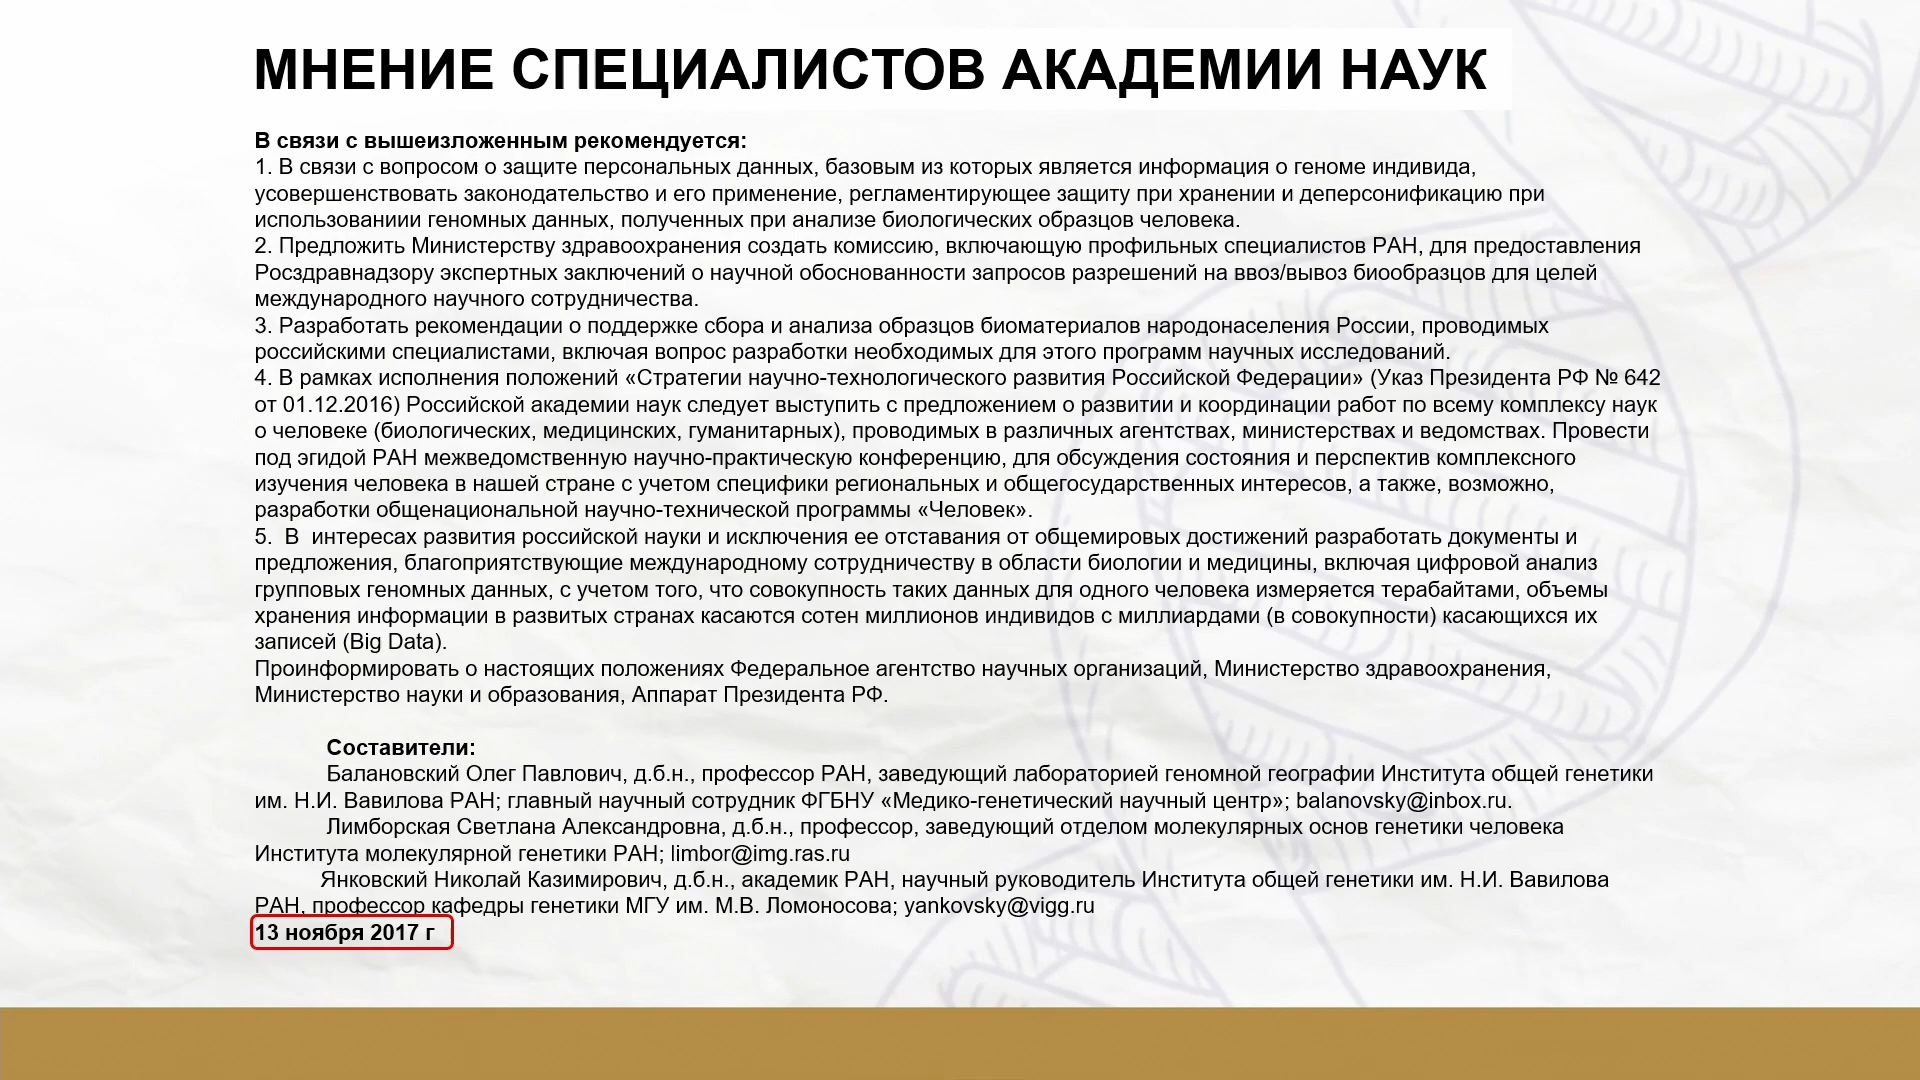 МНЕНИЕ СПЕЦИАЛИСТОВ АКАДЕМИИ НАУК
В связи с вышеизложенным рекомендуется:
1. В связи с вопросом о защите персональных данных, базовым из которых является информация о геноме индивида,
усовершенствовать законодательство и его применение, регламентирующее защиту при хранении и деперсонификацию при
использованиии геномных данных, полученных при анализе биологических образцов человека.
2. Предложить Министерству здравоохранения создать комиссию, включающую профильных специалистов РАН, для предоставления
Росздравнадзору экспертных заключений о научной обоснованности запросов разрешений на ввоз/вывоз биообразцов для целей
международного научного сотрудничества.
3. Разработать рекомендации о поддержке сбора и анализа образцов биоматериалов народонаселения России, проводимых
российскими специалистами, включая вопрос разработки необходимых для этого программ научных исследований.
4. В рамках исполнения положений «Стратегии научно-технологического развития Российской Федерации» (Указ Президента РФ № 642
от 01.12.2016) Российской академии наук следует выступить с предложением о развитии и координации работ по всему комплексу наук
о человеке (биологических, медицинских, гуманитарных), проводимых в различных агентствах, министерствах и ведомствах. Провести
под эгидой РАН межведомственную научно-практическую конференцию, для обсуждения состояния и перспектив комплексного
изучения человека в нашей стране с учетом специфики региональных и общегосударственных интересов, а также, возможно,
разработки общенациональной научно-технической программы «Человек».
5.  В  интересах развития российской науки и исключения ее отставания от общемировых достижений разработать документы и
предложения, благоприятствующие международному сотрудничеству в области биологии и медицины, включая цифровой анализ
групповых геномных данных, с учетом того, что совокупность таких данных для одного человека измеряется терабайтами, объемы
хранения информации в развитых странах касаются сотен миллионов индивидов с миллиардами (в совокупности) касающихся их
записей (Big Data).
Проинформировать о настоящих положениях Федеральное агентство научных организаций, Министерство здравоохранения,
Министерство науки и образования, Аппарат Президента РФ.
Составители:
Балановский Олег Павлович, д.б.н., профессор РАН, заведующий лабораторией геномной географии Института общей генетики
им. Н.И. Вавилова РАН; главный научный сотрудник ФГБНУ «Медико-генетический научный центр»; balanovsky@inbox.ru.
Лимборская Светлана Александровна, д.б.н., профессор, заведующий отделом молекулярных основ генетики человека
Института молекулярной генетики РАН; limbor@img.ras.ru
Янковский Николай Казимирович, д.б.н., академик РАН, научный руководитель Института общей генетики им. Н.И. Вавилова
РАН, профессор кафедры генетики МГУ им. М.В. Ломоносова; yankovsky@vigg.ru
13 ноября 2017 г